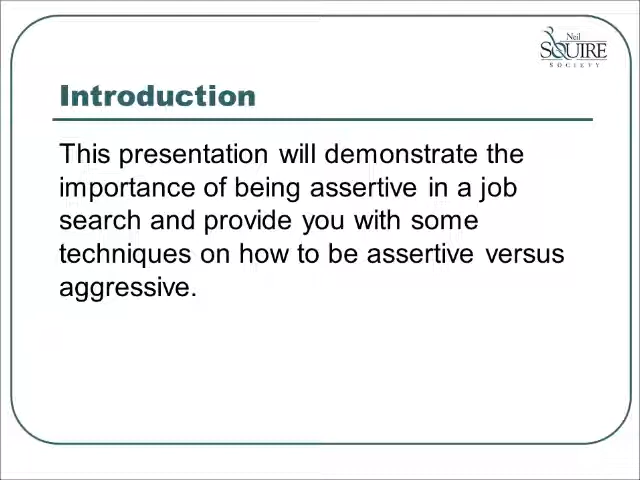 Neil
SQUIRE
SOCIETY
Introduction
This presentation will demonstrate the
importance of being assertive in a job
search and provide you with some
techniques on how to be assertive versus
aggressive.